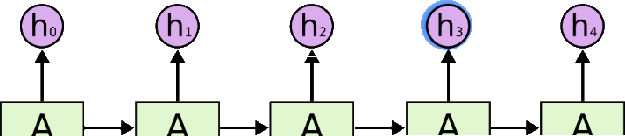 h₀ h₁ h₂ h₃ h₄
A A A A A